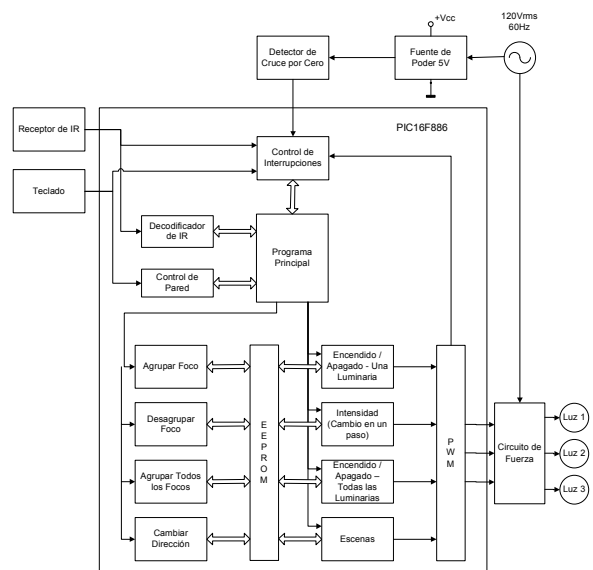 120Vrms
60Hz
+Vcc
Detector de
Cruce por Cero
Fuente de
Poder 5V
PIC16F886
Receptor de IR
Control de
Interrupciones
Teclado
Decodificador
de IR
Programa
Principal
Control de
Pared
Agrupar Foco
Encendido /
Apagado - Una
Luminaria
Desagrupar
Foco
Intensidad
(Cambio en un
paso)
Agrupar Todos
los Focos
Encendido /
Apagado –
Todas las
Luminarias
Cambiar
Dirección
Escenas
E
E
P
R
O
M
P
W
M
Circuito de
Fuerza
Luz 1
Luz 2
Luz 3